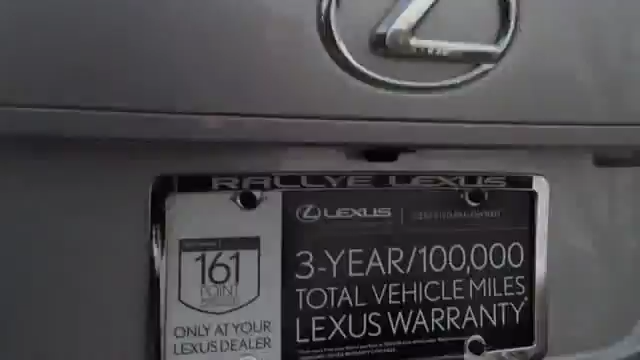 RALLYE LEXUS
LEXUS
161
POINT
ONLY AT YOUR
LEXUS DEALER
3-YEAR/100,000
TOTAL VEHICLE MILES
LEXUS WARRANTY*